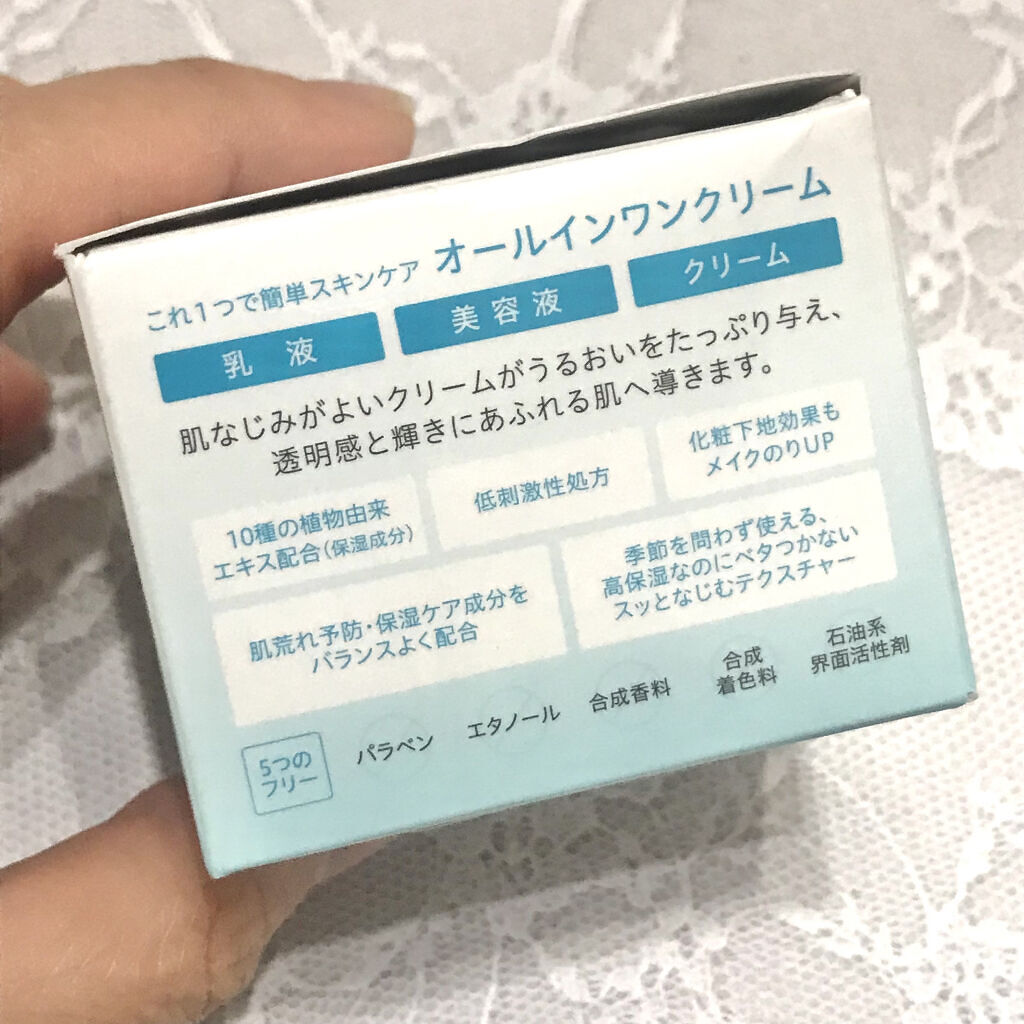 これ1つで簡単スキンケア オールインワンクリーム
乳液 美容液 クリーム
肌なじみがよいクリームがうるおいをたっぷり与え、
透明感と輝きにあふれる肌へ導きます。
10種の植物由来
エキス配合(保湿成分)
低刺激性処方
化粧下地効果も
メイクのりUP
肌荒れ予防・保湿ケア成分を
バランスよく配合
季節を問わず使える、
高保湿なのにベタつかない
スッとなじむテクスチャー
5つの
フリー
パラベン
エタノール
合成香料
合成
着色料
石油系
界面活性剤